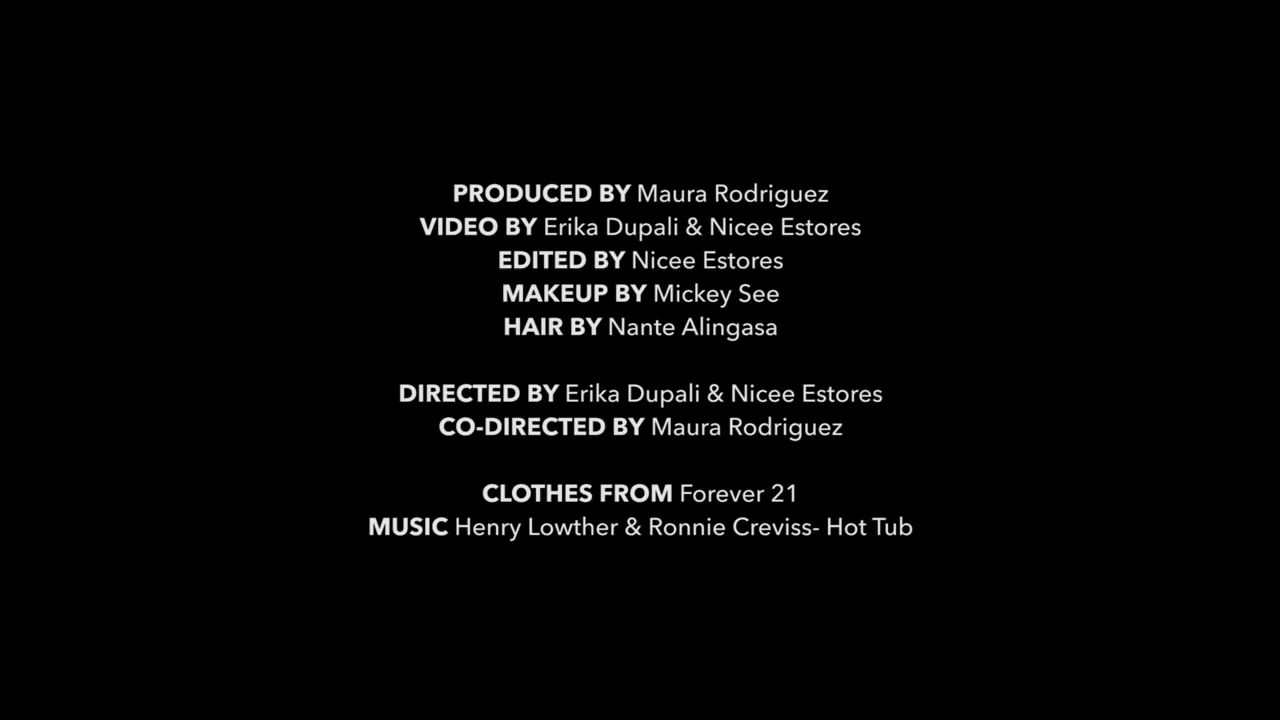 PRODUCED BY Maura Rodriguez
VIDEO BY Erika Dupali & Nicee Estores
EDITED BY Nicee Estores
MAKEUP BY Mickey See
HAIR BY Nante Alingasa
DIRECTED BY Erika Dupali & Nicee Estores
CO-DIRECTED BY Maura Rodriguez
CLOTHES FROM Forever 21
MUSIC Henry Lowther & Ronnie Creviss- Hot Tub